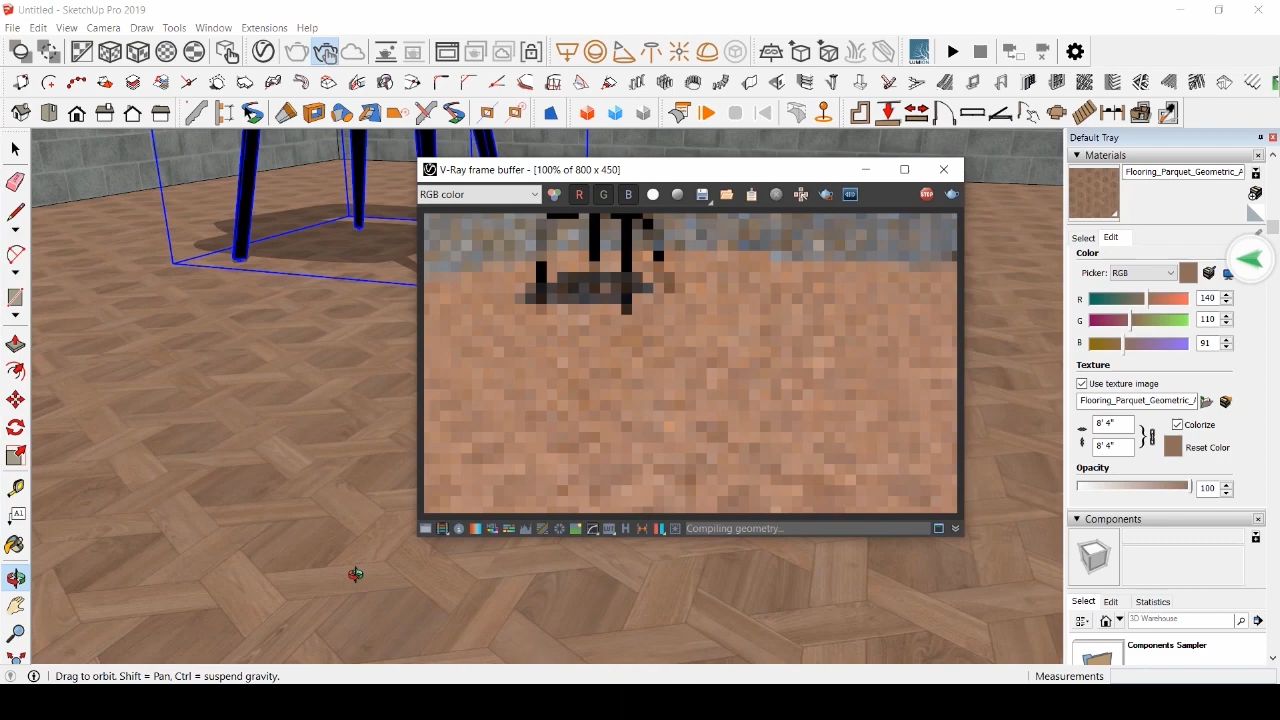 Untitled - SketchUp Pro 2019
File Edit View Camera Draw Tools Window Extensions Help
LUMION
Default Tray
Materials
Flooring_Parquet_Geometric_A
Select Edit
Color
Picker: RGB
R 140
G 110
B 91
Texture
Use texture image
Flooring_Parquet_Geometric_/
8' 4" Colorize
8' 4" Reset Color
Opacity
100
Components
Select Edit Statistics
3D Warehouse
Components Sampler
V-Ray frame buffer - [100% of 800 x 450]
RGB color R G B STOP
H Compiling geometry...
A1
Drag to orbit. Shift = Pan, Ctrl = suspend gravity.
Measurements